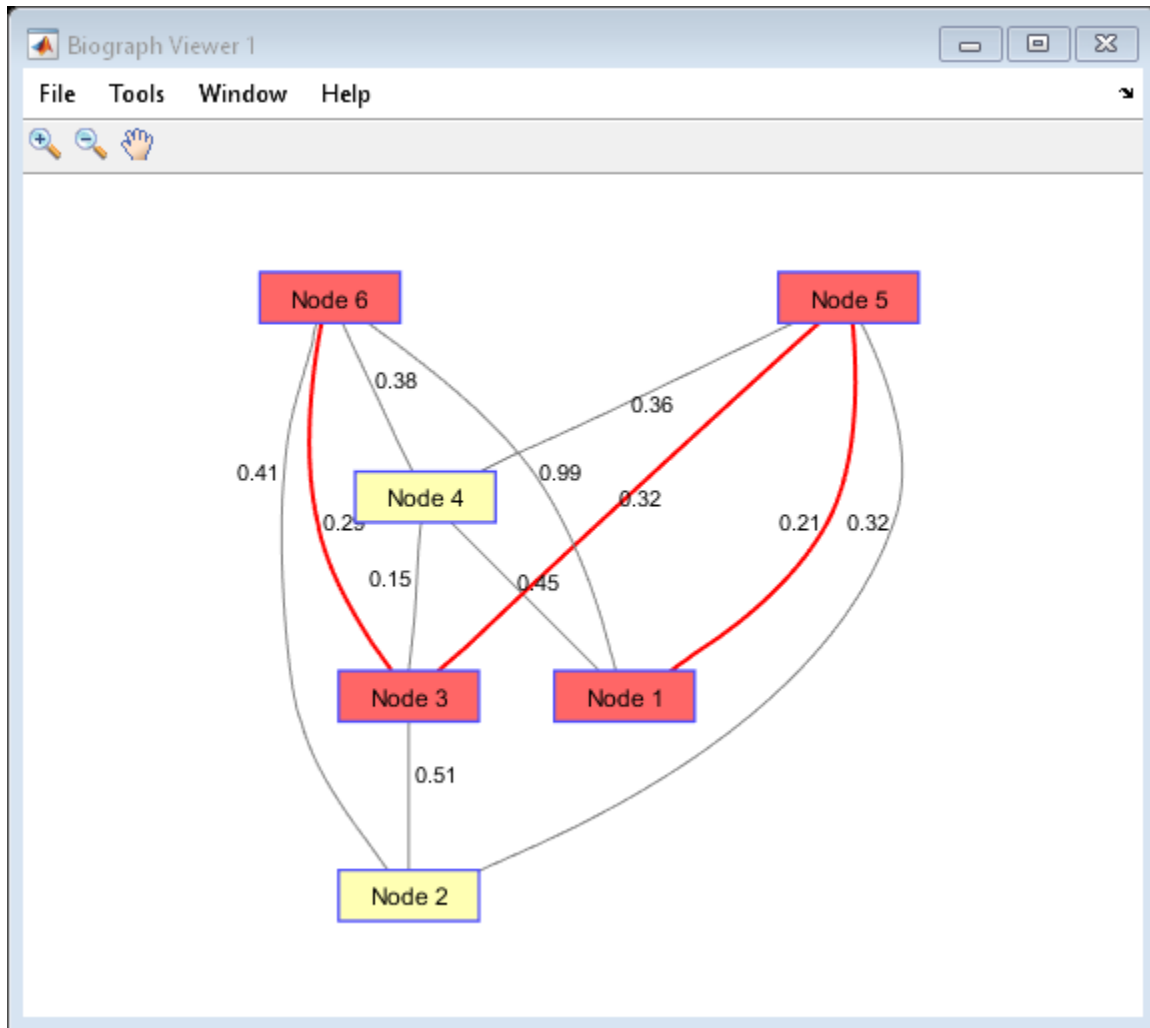 Biograph Viewer 1
File Tools Window Help
Node 6
Node 5
0.38
0.36
0.41
0.99
Node 4
0.32
0.29
0.21
0.32
0.15
0.45
Node 3
Node 1
0.51
Node 2